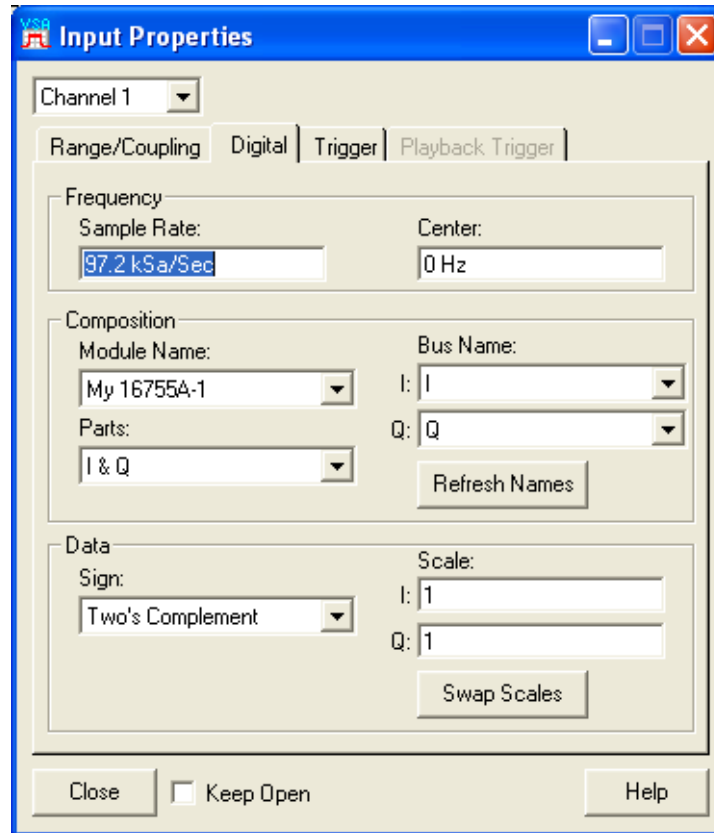 VSA Input Properties
Channel 1
Range/Coupling Digital Trigger Playback Trigger
Frequency
Sample Rate:
97.2 kSa/Sec
Center:
0 Hz
Composition
Module Name:
My 16755A-1
Parts:
I & Q
Bus Name:
I: I
Q: Q
Refresh Names
Data
Sign:
Two's Complement
Scale:
I: 1
Q: 1
Swap Scales
Close Keep Open Help